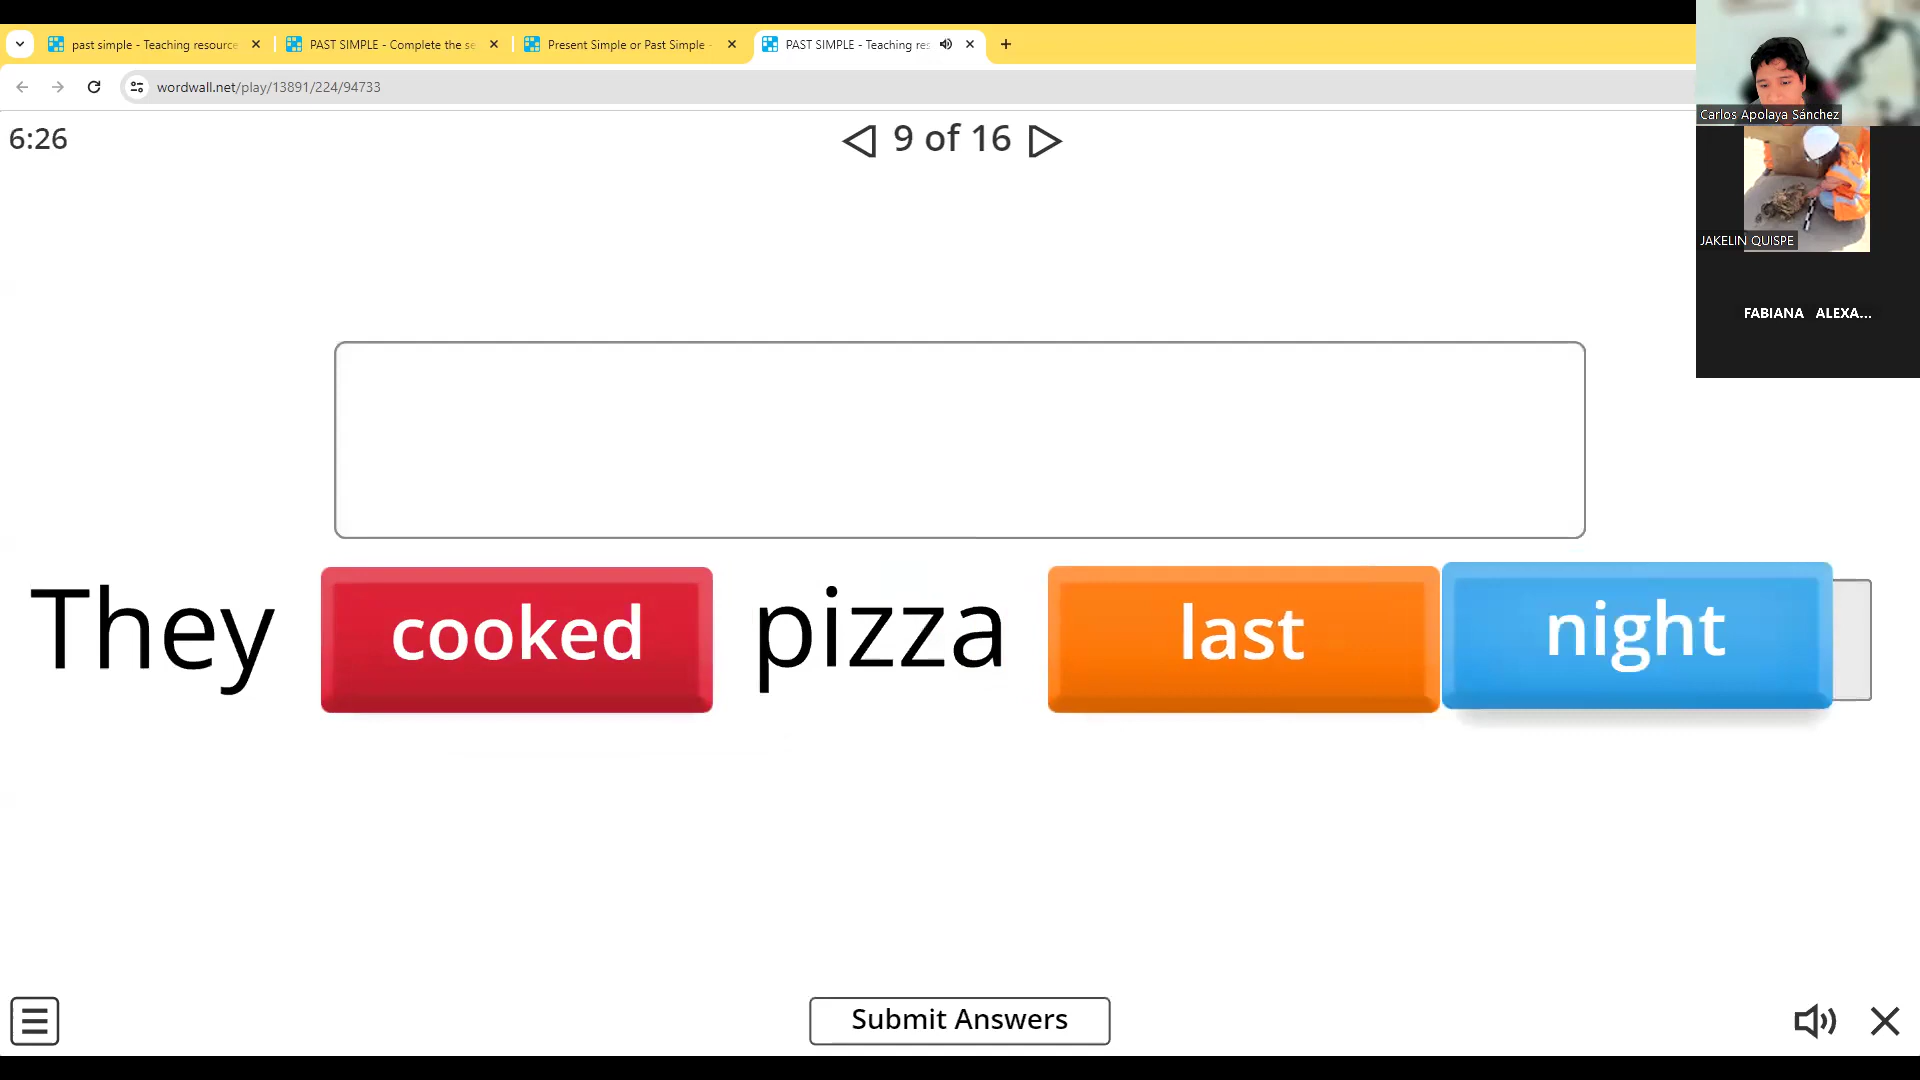 past simple - Teaching resource
PAST SIMPLE - Complete the se
Present Simple or Past Simple -
PAST SIMPLE - Teaching res
wordwall.net/play/13891/224/94733
6:26
9 of 16
Carlos Apolaya Sánchez
JAKELIN QUISPE
FABIANA ALEXA...
They cooked pizza last night
Submit Answers